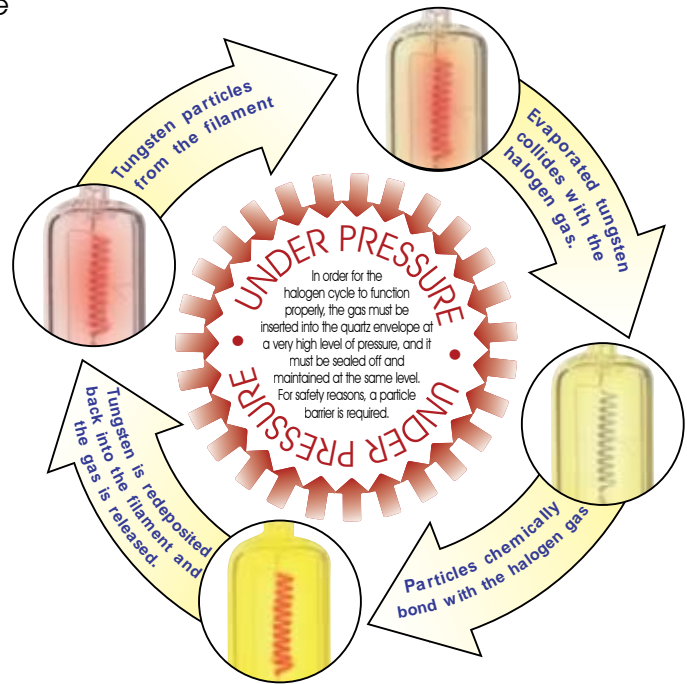 e
Tungsten particles
from the filament
Evaporated tungsten
collides with the
halogen gas.
UNDER PRESSURE
In order for the
halogen cycle to function
properly, the gas must be
inserted into the quartz envelope at
a very high level of pressure, and it
must be sealed off and
maintained at the same level.
For safety reasons, a particle
barrier is required.
UNDER PRESSURE
Particles chemically
bond with the halogen gas
Tungsten is redeposited
back into the filament and
the gas is released.